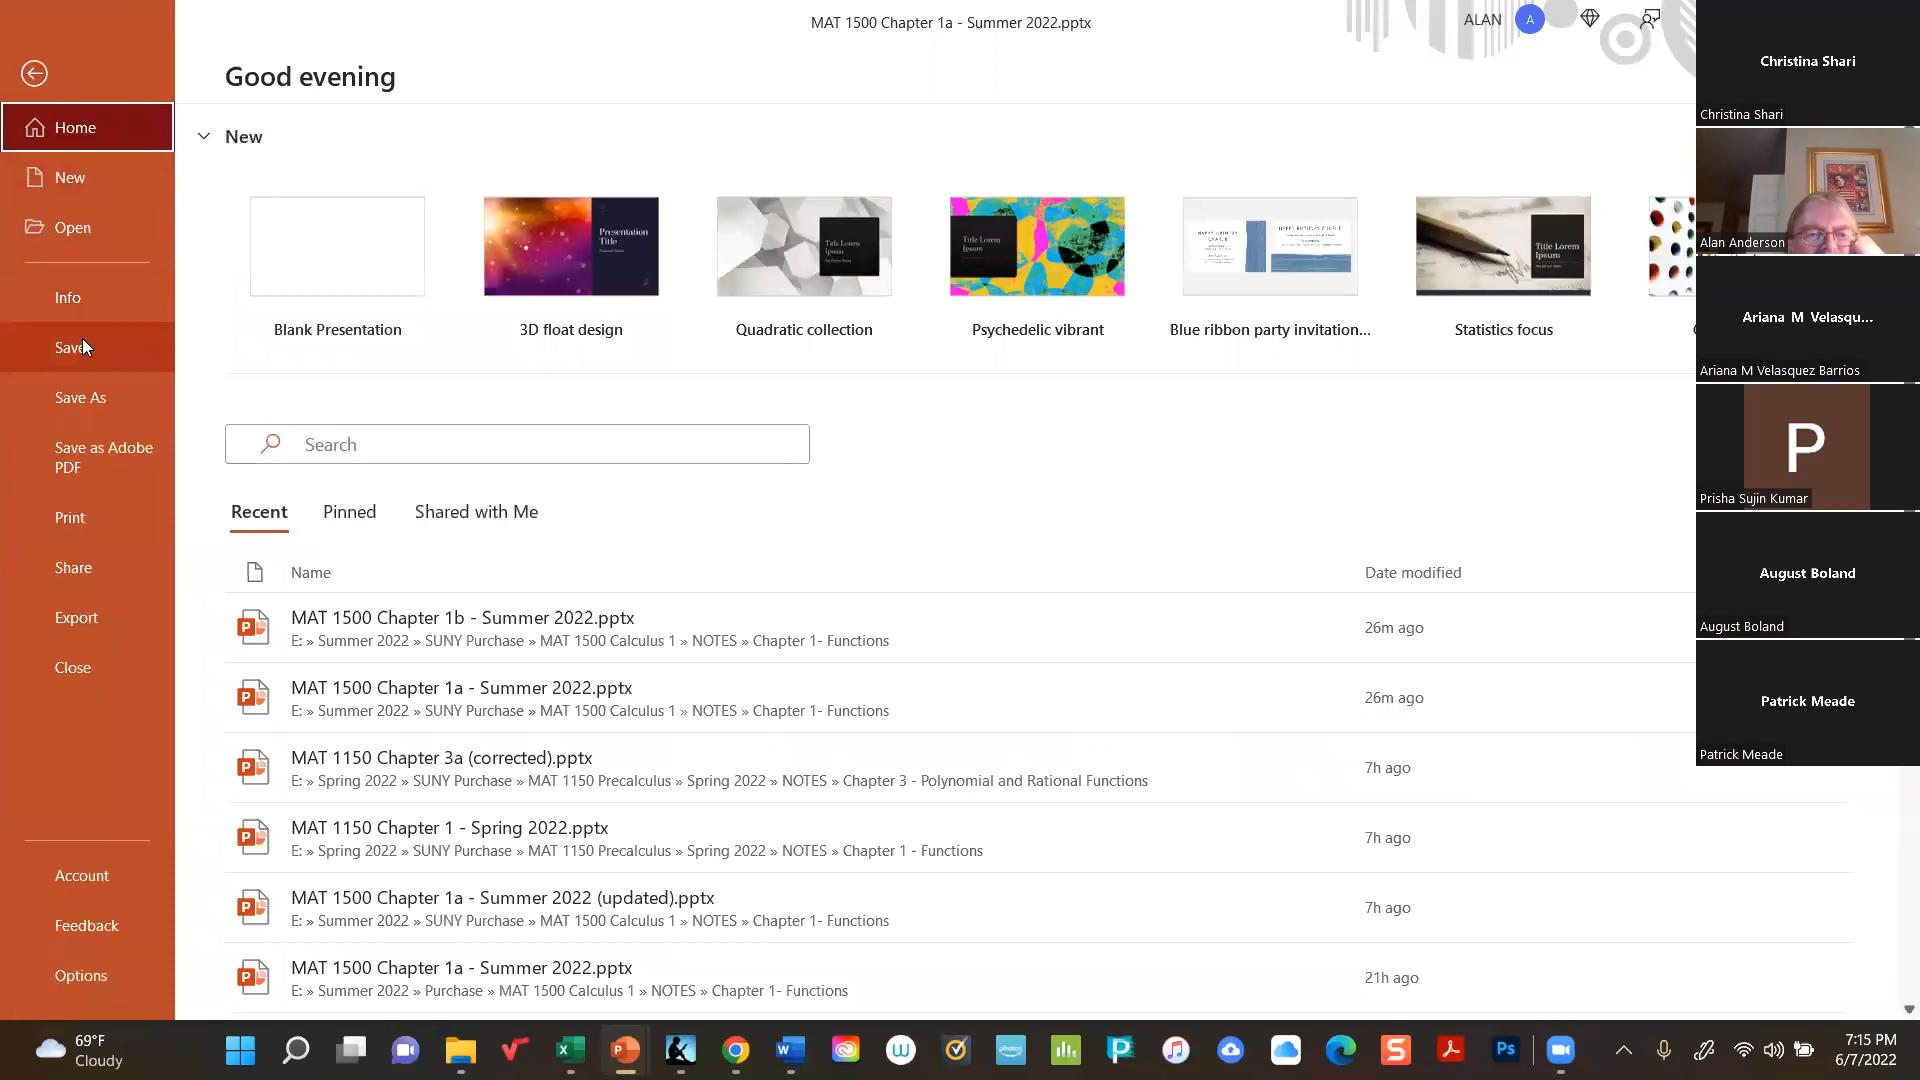 MAT 1500 Chapter 1a - Summer 2022.pptx
ALAN
A
Good evening
Home
New
Open
Info
Save
Save As
Save as Adobe
PDF
Print
Share
Export
Close
Account
Feedback
Options
New
Presentation
Title
Title Lorem
Ipsum
Title Lorem
Ipsum
Title Lorem
Ipsum
Blank Presentation
3D float design
Quadratic collection
Psychedelic vibrant
Blue ribbon party invitation...
Statistics focus
Search
Recent
Pinned
Shared with Me
Name
Date modified
MAT 1500 Chapter 1b - Summer 2022.pptx
E: » Summer 2022 » SUNY Purchase » MAT 1500 Calculus 1 » NOTES » Chapter 1- Functions
26m ago
MAT 1500 Chapter 1a - Summer 2022.pptx
E: » Summer 2022 » SUNY Purchase » MAT 1500 Calculus 1 » NOTES » Chapter 1- Functions
26m ago
MAT 1150 Chapter 3a (corrected).pptx
E: » Spring 2022 » SUNY Purchase » MAT 1150 Precalculus » Spring 2022 » NOTES » Chapter 3 - Polynomial and Rational Functions
7h ago
MAT 1150 Chapter 1 - Spring 2022.pptx
E: » Spring 2022 » SUNY Purchase » MAT 1150 Precalculus » Spring 2022 » NOTES » Chapter 1 - Functions
7h ago
MAT 1500 Chapter 1a - Summer 2022 (updated).pptx
E: » Summer 2022 » SUNY Purchase » MAT 1500 Calculus 1 » NOTES » Chapter 1- Functions
7h ago
MAT 1500 Chapter 1a - Summer 2022.pptx
E: » Summer 2022 » Purchase » MAT 1500 Calculus 1 » NOTES » Chapter 1- Functions
21h ago
Christina Shari
Christina Shari
Alan Anderson
Ariana M Velasqu...
Ariana M Velasquez Barrios
P
Prisha Sujin Kumar
August Boland
August Boland
Patrick Meade
Patrick Meade
69°F
Cloudy
photos
Ps
7:15 PM
6/7/2022